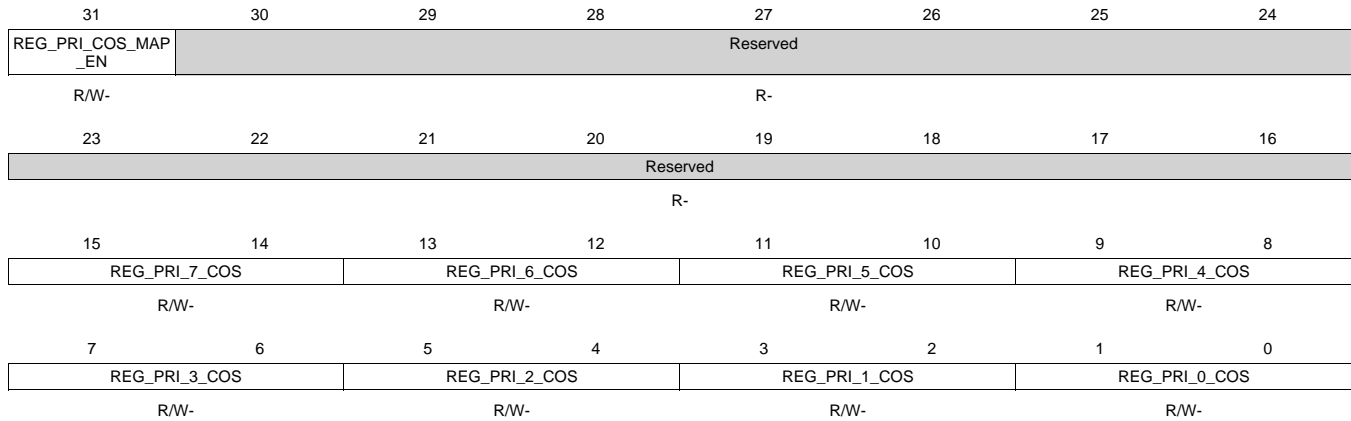 31 30 29 28 27 26 25 24
REG_PRI_COS_MAP
_EN
Reserved
R/W- R-
23 22 21 20 19 18 17 16
Reserved
R-
15 14 13 12 11 10 9 8
REG_PRI_7_COS REG_PRI_6_COS REG_PRI_5_COS REG_PRI_4_COS
R/W- R/W- R/W- R/W-
7 6 5 4 3 2 1 0
REG_PRI_3_COS REG_PRI_2_COS REG_PRI_1_COS REG_PRI_0_COS
R/W- R/W- R/W- R/W-